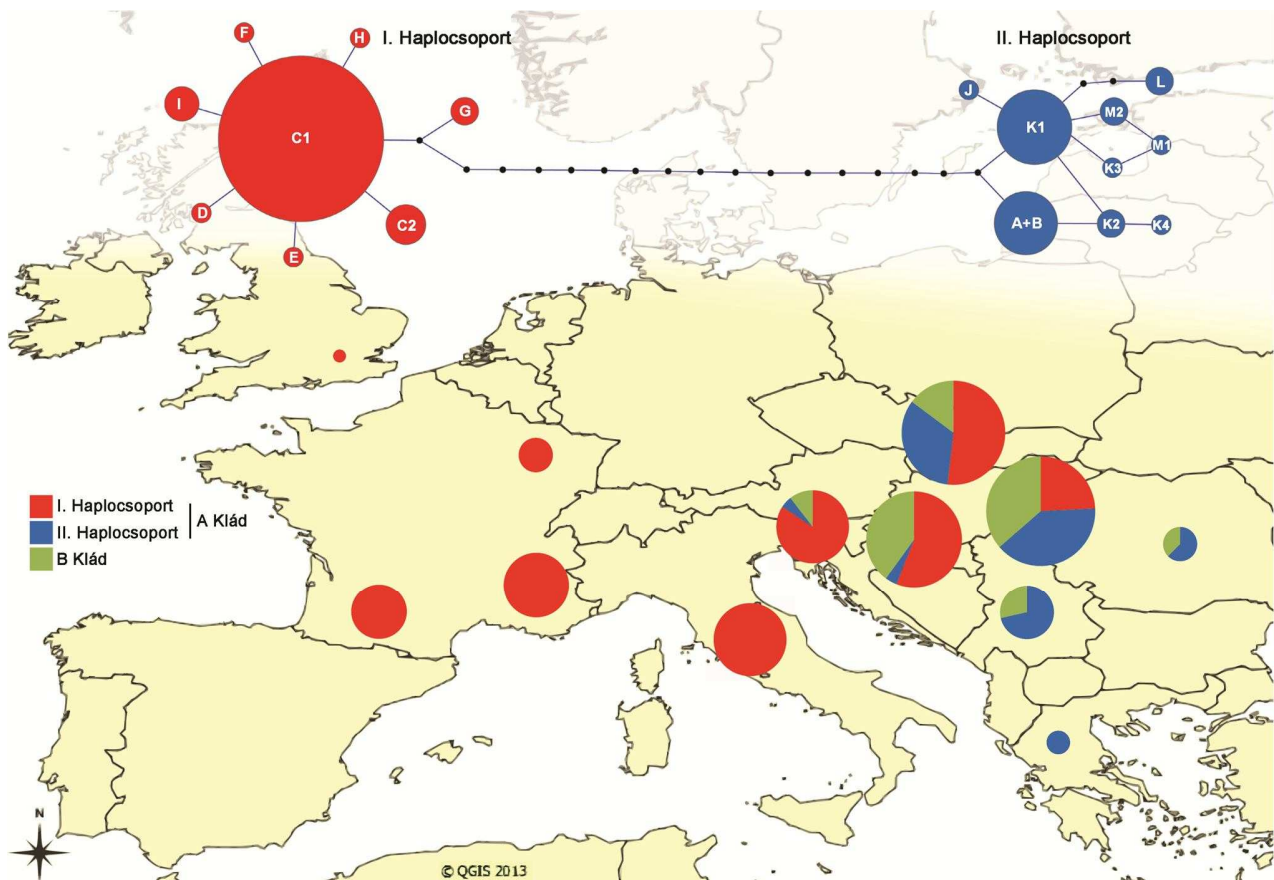 I. Haplocsoport
II. Haplocsoport
F
H
I
C1
G
D
C2
E
J
K1
L
M2
M1
K3
A+B
K2
K4
I. Haplocsoport
II. Haplocsoport
A Klád
B Klád
N
© QGIS 2013